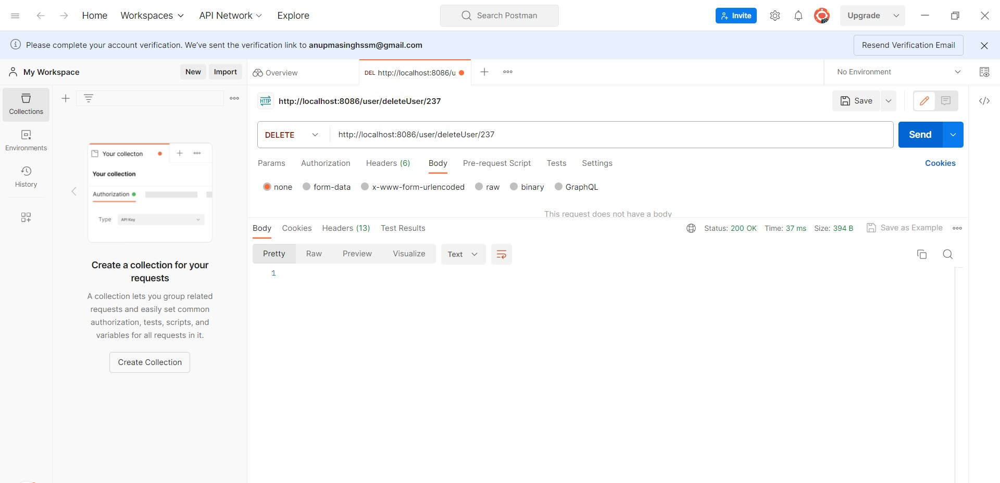 Home Workspaces API Network Explore Search Postman Invite Upgrade
Please complete your account verification. We've sent the verification link to anupmasinghssm@gmail.com Resend Verification Email
My Workspace New Import Overview DEL http://localhost:8086/u No Environment
Collections
Environments
History
Your collecton
Your collection
Authorization
Type API Key
Create a collection for your
requests
A collection lets you group related
requests and easily set common
authorization, tests, scripts, and
variables for all requests in it.
Create Collection
HTTP http://localhost:8086/user/deleteUser/237 Save
DELETE http://localhost:8086/user/deleteUser/237 Send
Params Authorization Headers (6) Body Pre-request Script Tests Settings Cookies
none form-data x-www-form-urlencoded raw binary GraphQL
This request does not have a body
Body Cookies Headers (13) Test Results Status: 200 OK Time: 37 ms Size: 394 B Save as Example
Pretty Raw Preview Visualize Text
1